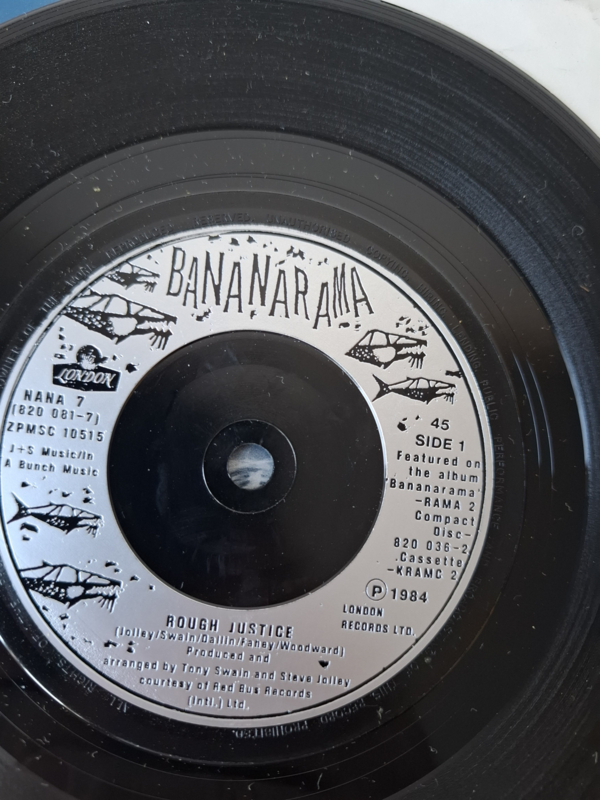 BANANARAMA
LONDON
NANA 7
(820 081-7)
ZPMSC 10515
J+S Music/In
A Bunch Music
45
SIDE 1
Featured on
the album
'Bananarama'
-RAMA 2
Compact
Disc-
820 036-2
.Cassette
-KRAMC 2
Ⓟ 1984
LONDON
RECORDS LTD.
ROUGH JUSTICE
(Jolley/Swain/Dallin/Fahey/Woodward)
Produced and
arranged by Tony Swain and Steve Jolley
courtesy of Red Bus Records
(Intl.) Ltd.
PROHIBITED.